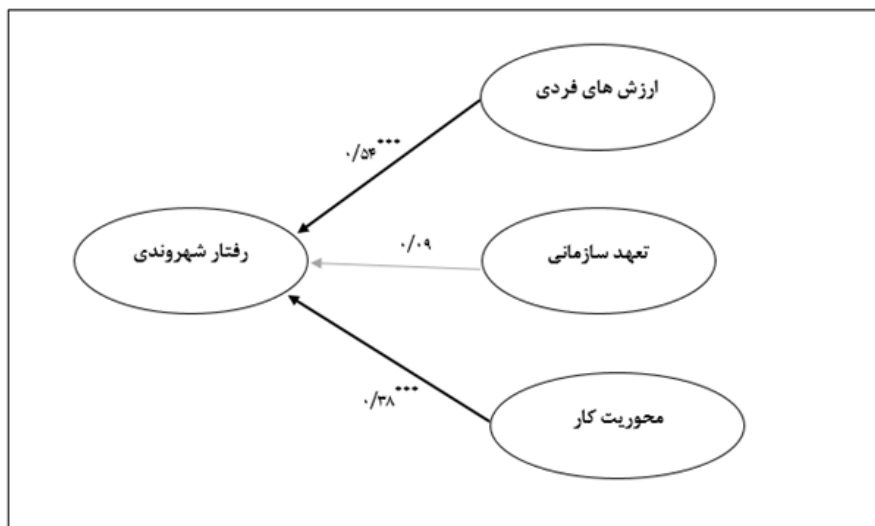 ارزش های فردی
۰/۵۴***
تعهد سازمانی
۰/۰۹
رفتار شهروندی
محوریت کار
۰/۳۸***